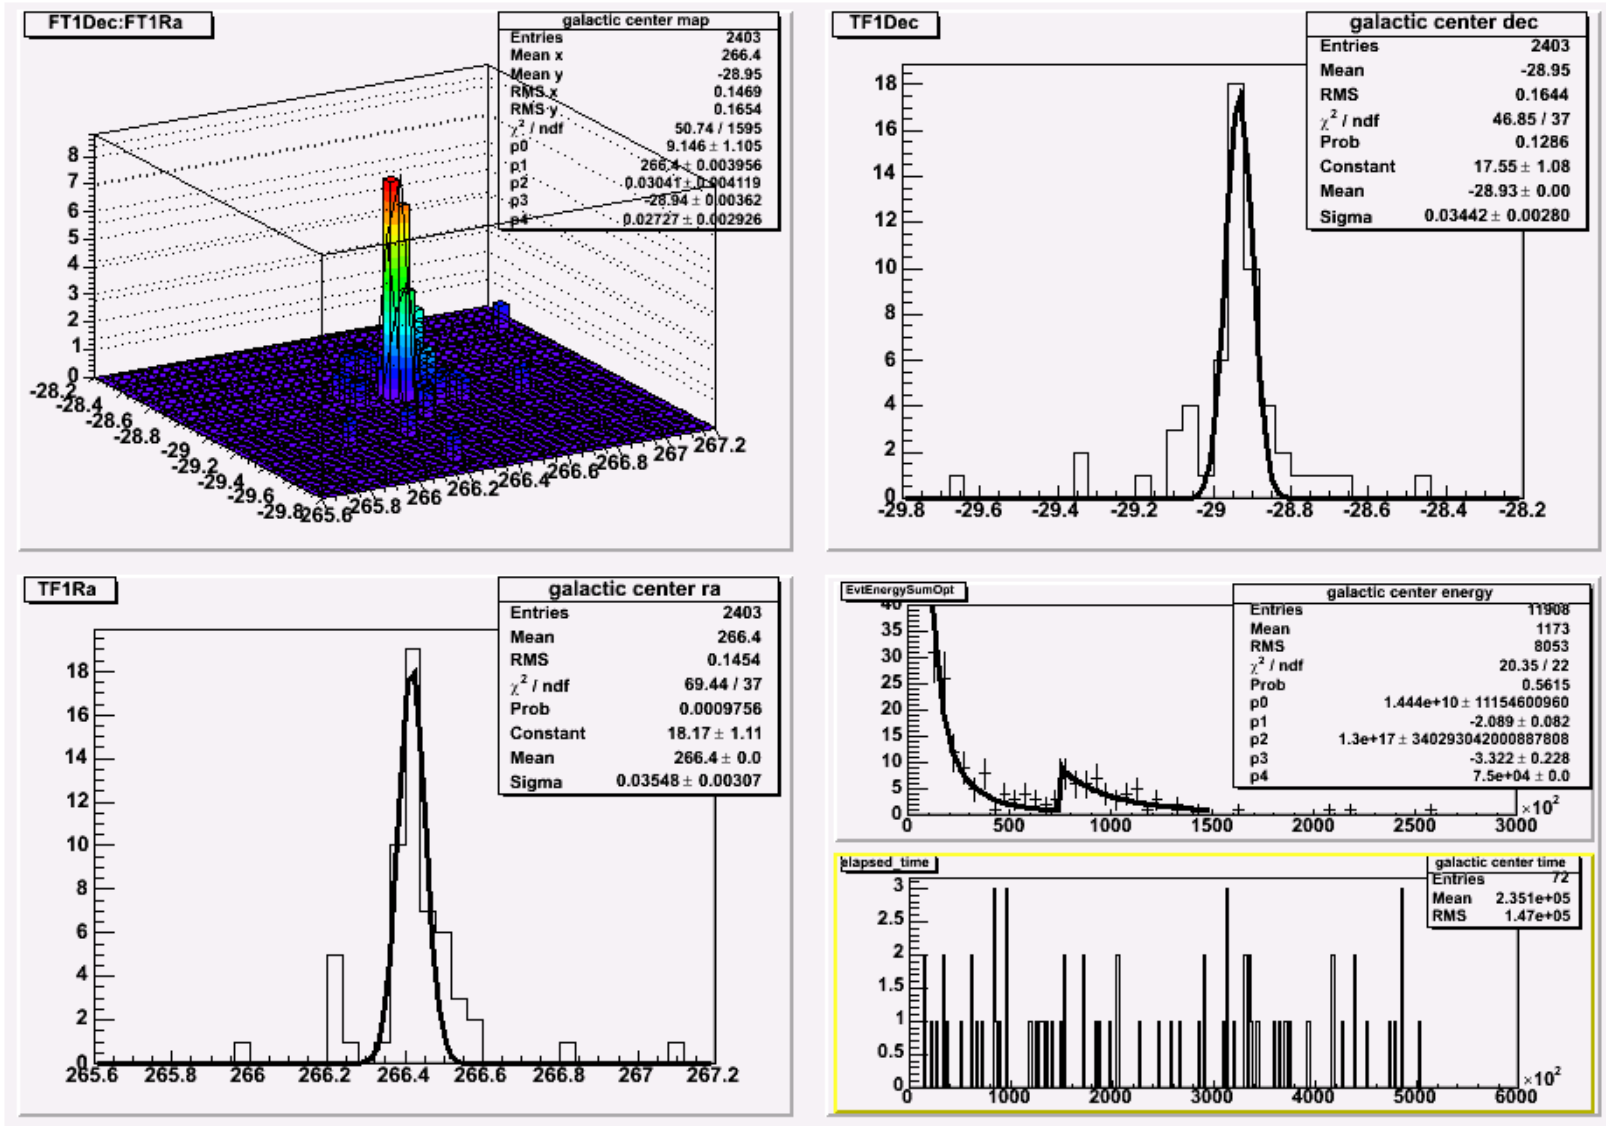 FT1Dec:FT1Ra
galactic center map
Entries 2403
Mean x 266.4
Mean y -28.95
RMS x 0.1469
RMS y 0.1654
χ² / ndf 50.74 / 1595
p0 9.146 ± 1.105
p1 266.4 ± 0.003956
p2 0.03041 ± 0.004119
p3 -28.94 ± 0.00362
p4 0.02727 ± 0.002926
8
7
6
5
4
3
2
1
0
-28.2
-28.4
-28.6
-28.8
-29
-29.2
-29.4
-29.6
-29.8
265.6 265.8 266 266.2 266.4 266.6 266.8 267 267.2
TF1Dec
galactic center dec
Entries 2403
Mean -28.95
RMS 0.1644
χ² / ndf 46.85 / 37
Prob 0.1286
Constant 17.55 ± 1.08
Mean -28.93 ± 0.00
Sigma 0.03442 ± 0.00280
18
16
14
12
10
8
6
4
2
0
-29.8 -29.6 -29.4 -29.2 -29 -28.8 -28.6 -28.4 -28.2
TF1Ra
galactic center ra
Entries 2403
Mean 266.4
RMS 0.1454
χ² / ndf 69.44 / 37
Prob 0.0009756
Constant 18.17 ± 1.11
Mean 266.4 ± 0.0
Sigma 0.03548 ± 0.00307
18
16
14
12
10
8
6
4
2
0
265.6 265.8 266 266.2 266.4 266.6 266.8 267 267.2
EvtEnergySumOpt
galactic center energy
Entries 11908
Mean 1173
RMS 8053
χ² / ndf 20.35 / 22
Prob 0.5615
p0 1.444e+10 ± 11154600960
p1 -2.089 ± 0.082
p2 1.3e+17 ± 340293042000887808
p3 -3.322 ± 0.228
p4 7.5e+04 ± 0.0
40
35
30
25
20
15
10
5
0
0 500 1000 1500 2000 2500 3000
×10²
elapsed_time
galactic center time
Entries 72
Mean 2.351e+05
RMS 1.47e+05
3
2.5
2
1.5
1
0.5
0
0 1000 2000 3000 4000 5000 6000
×10²